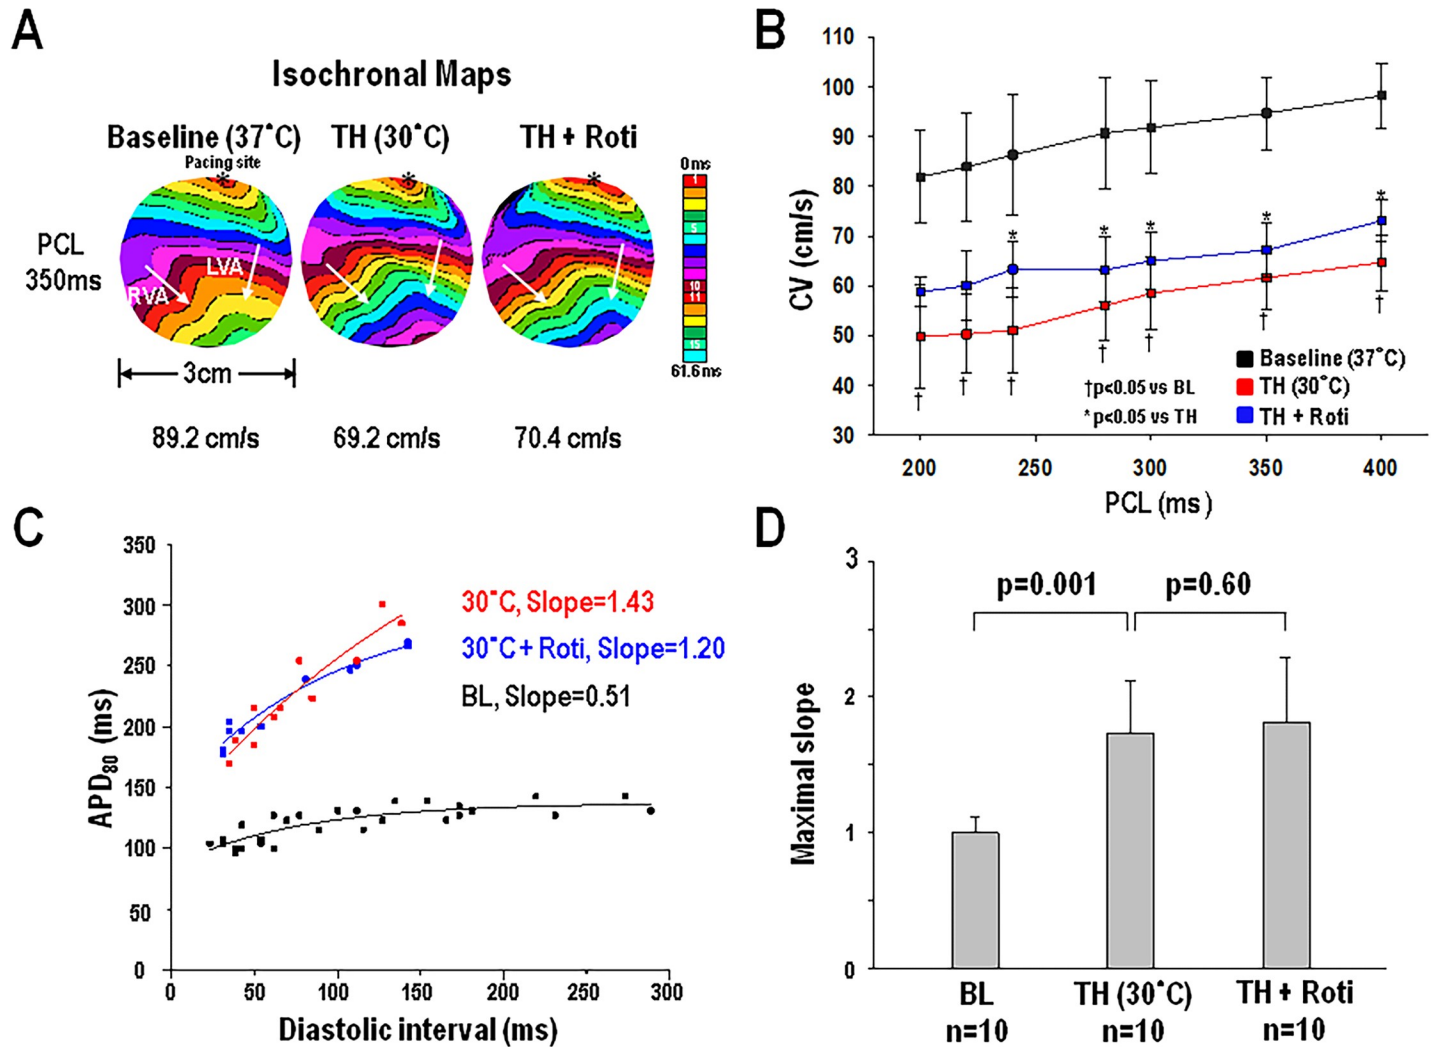 A
Isochronal Maps
Baseline (37°C) TH (30°C) TH + Roti
Pacing site
* * *
0 ms
1
5
10
11
15
61.6 ms
PCL
350ms
LVA
RVA
3cm
89.2 cm/s 69.2 cm/s 70.4 cm/s
B
110
100
90
80
70
60
50
40
30
CV (cm/s)
* * * * *
† † † † † † †
†p<0.05 vs BL
*p<0.05 vs TH
Baseline (37°C)
TH (30°C)
TH + Roti
200 250 300 350 400
PCL (ms)
C
350
300
250
200
150
100
50
0
APD80 (ms)
30°C, Slope=1.43
30°C + Roti, Slope=1.20
BL, Slope=0.51
0 50 100 150 200 250 300
Diastolic interval (ms)
D
3
2
1
0
Maximal slope
p=0.001 p=0.60
BL TH (30°C) TH + Roti
n=10 n=10 n=10